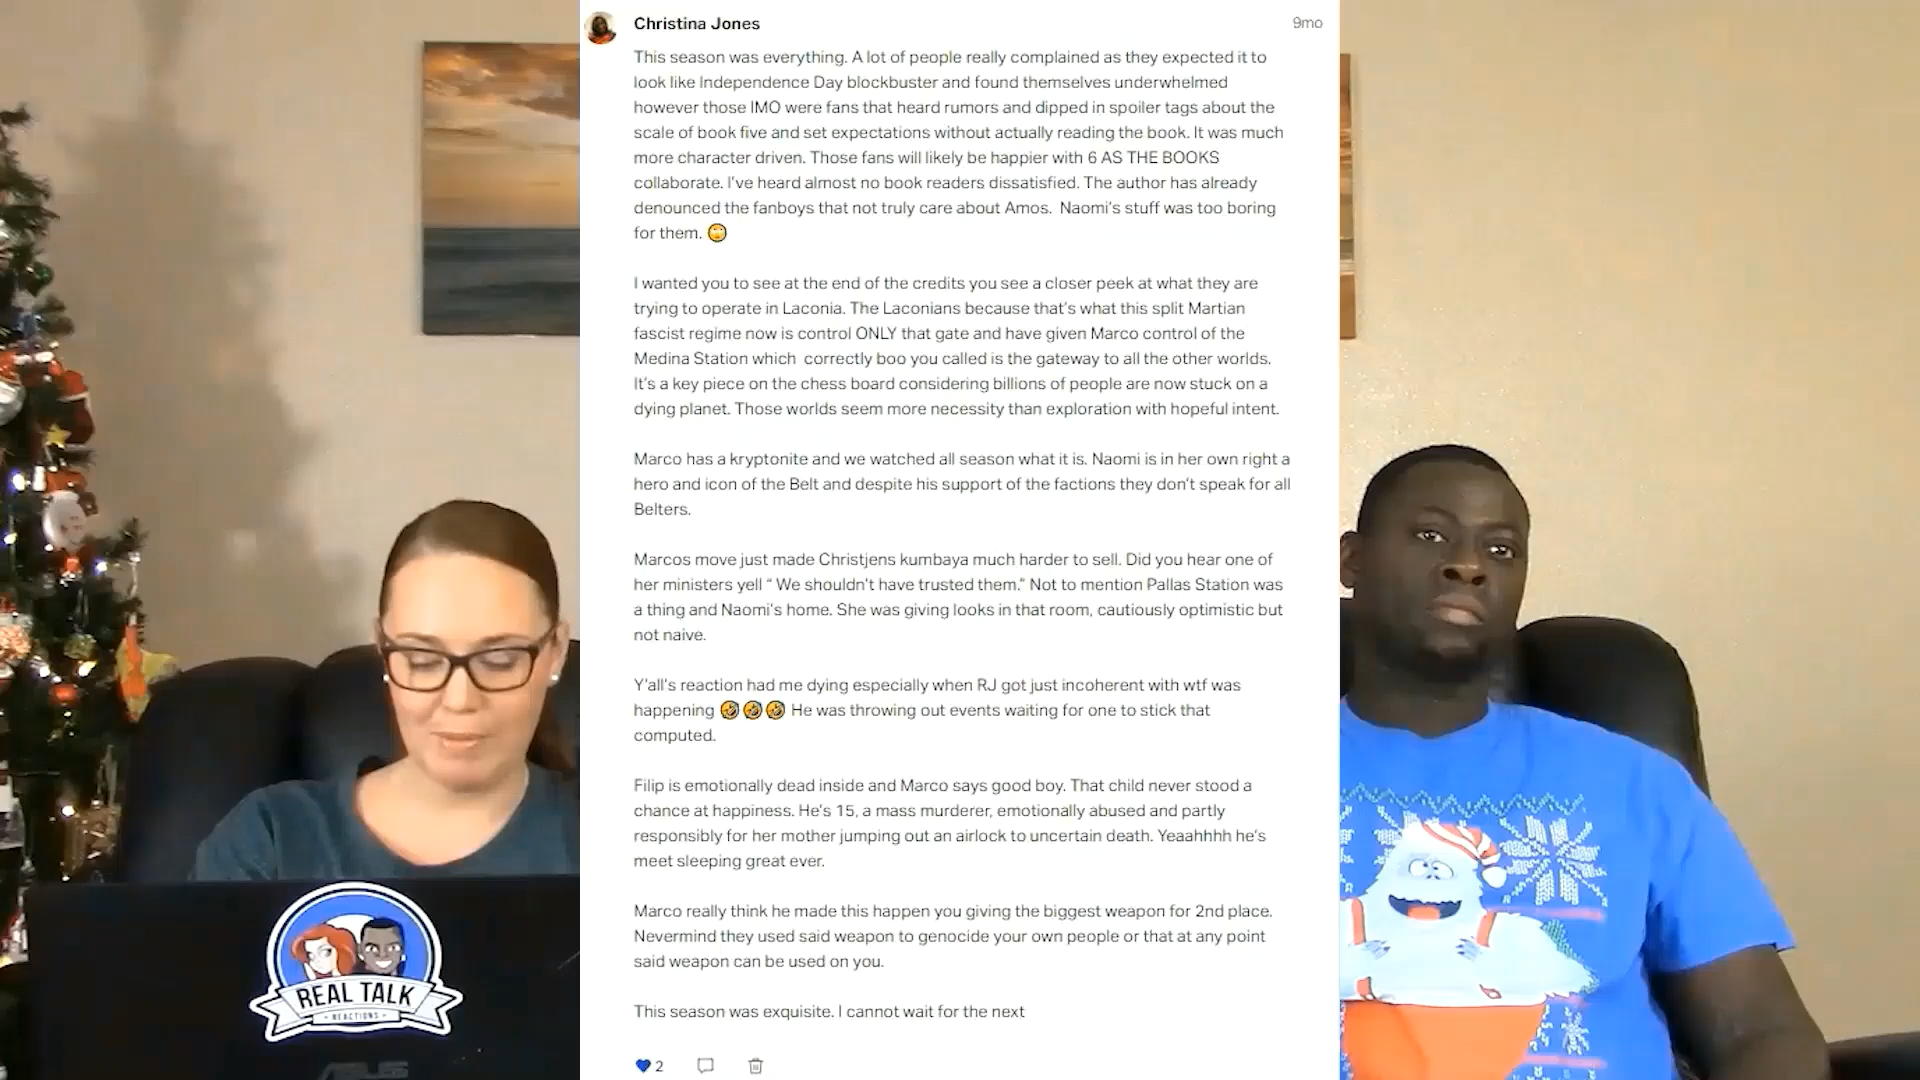 Christina Jones
9mo
This season was everything. A lot of people really complained as they expected it to
look like Independence Day blockbuster and found themselves underwhelmed
however those IMO were fans that heard rumors and dipped in spoiler tags about the
scale of book five and set expectations without actually reading the book. It was much
more character driven. Those fans will likely be happier with 6 AS THE BOOKS
collaborate. I've heard almost no book readers dissatisfied. The author has already
denounced the fanboys that not truly care about Amos.  Naomi's stuff was too boring
for them. 🙄
I wanted you to see at the end of the credits you see a closer peek at what they are
trying to operate in Laconia. The Laconians because that's what this split Martian
fascist regime now is control ONLY that gate and have given Marco control of the
Medina Station which  correctly boo you called is the gateway to all the other worlds.
It's a key piece on the chess board considering billions of people are now stuck on a
dying planet. Those worlds seem more necessity than exploration with hopeful intent.
Marco has a kryptonite and we watched all season what it is. Naomi is in her own right a
hero and icon of the Belt and despite his support of the factions they don't speak for all
Belters.
Marcos move just made Christjens kumbaya much harder to sell. Did you hear one of
her ministers yell “ We shouldn't have trusted them.” Not to mention Pallas Station was
a thing and Naomi's home. She was giving looks in that room, cautiously optimistic but
not naive.
Y'all's reaction had me dying especially when RJ got just incoherent with wtf was
happening 🤣🤣🤣 He was throwing out events waiting for one to stick that
computed.
Filip is emotionally dead inside and Marco says good boy. That child never stood a
chance at happiness. He's 15, a mass murderer, emotionally abused and partly
responsibly for her mother jumping out an airlock to uncertain death. Yeaahhhh he's
meet sleeping great ever.
Marco really think he made this happen you giving the biggest weapon for 2nd place.
Nevermind they used said weapon to genocide your own people or that at any point
said weapon can be used on you.
This season was exquisite. I cannot wait for the next
2
REAL TALK
REACTIONS
ASUS